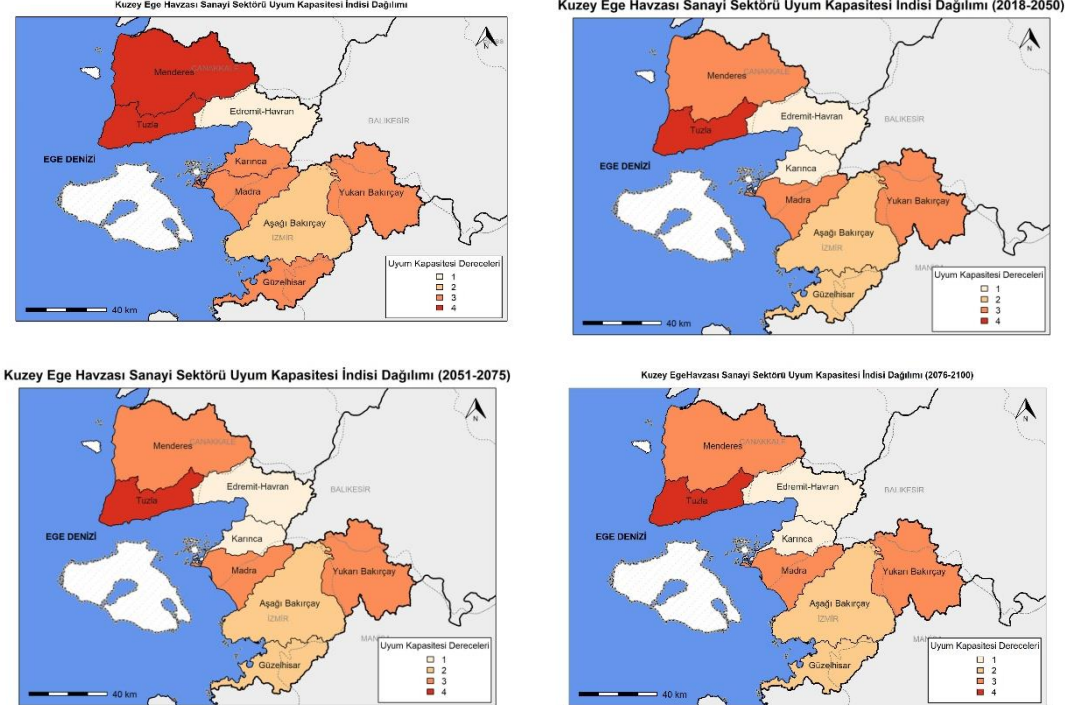 Kuzey Ege Havzası Sanayi Sektörü Uyum Kapasitesi İndisi Dağılımı
N
Menderes
ÇANAKKALE
Tuzla
Edremit-Havran
BALIKESİR
EGE DENİZİ
Karınca
Madra
Yukarı Bakırçay
Aşağı Bakırçay
İZMİR
Güzelhisar
Uyum Kapasitesi Dereceleri
1
2
3
4
40 km
Kuzey Ege Havzası Sanayi Sektörü Uyum Kapasitesi İndisi Dağılımı (2018-2050)
N
Menderes
ÇANAKKALE
Tuzla
Edremit-Havran
BALIKESİR
EGE DENİZİ
Karınca
Madra
Yukarı Bakırçay
Aşağı Bakırçay
İZMİR
Güzelhisar
Uyum Kapasitesi Dereceleri
1
2
3
4
40 km
Kuzey Ege Havzası Sanayi Sektörü Uyum Kapasitesi İndisi Dağılımı (2051-2075)
N
Menderes
ÇANAKKALE
Tuzla
Edremit-Havran
BALIKESİR
EGE DENİZİ
Karınca
Madra
Yukarı Bakırçay
Aşağı Bakırçay
İZMİR
Güzelhisar
Uyum Kapasitesi Dereceleri
1
2
3
4
40 km
Kuzey EgeHavzası Sanayi Sektörü Uyum Kapasitesi İndisi Dağılımı (2076-2100)
N
Menderes
ÇANAKKALE
Tuzla
Edremit-Havran
BALIKESİR
EGE DENİZİ
Karınca
Madra
Yukarı Bakırçay
Aşağı Bakırçay
İZMİR
Güzelhisar
Uyum Kapasitesi Dereceleri
1
2
3
4
40 km